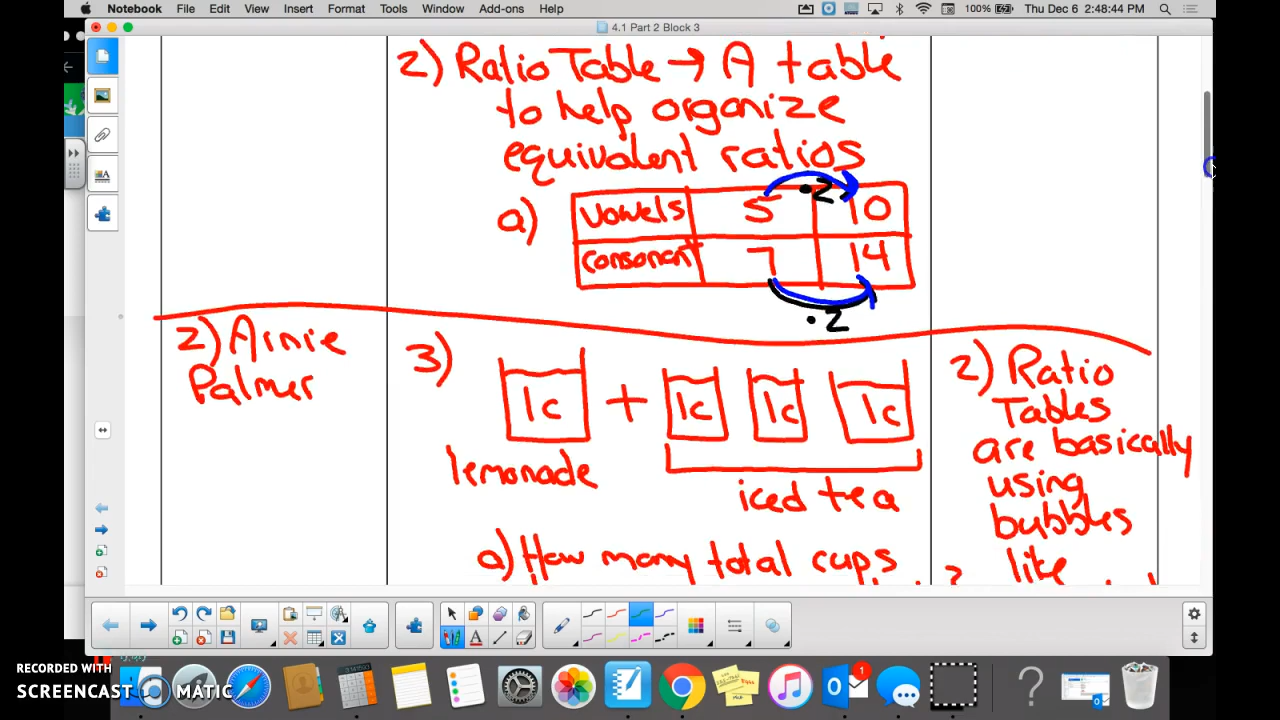 Notebook File Edit View Insert Format Tools Window Add-ons Help 100% Thu Dec 6 2:48:44 PM
4.1 Part 2 Block 3
2) Ratio Table → A table
to help organize
equivalent ratios
a)
Vowels 5 10
Consonant 7 14
·2
·2
2) Arnie
Palmer
3)
1c + 1c 1c 1c
lemonade
iced tea
a) How many total cups
2) Ratio
Tables
are basically
using
bubbles
like
A
1
?
RECORDED WITH
SCREENCAST MATIC